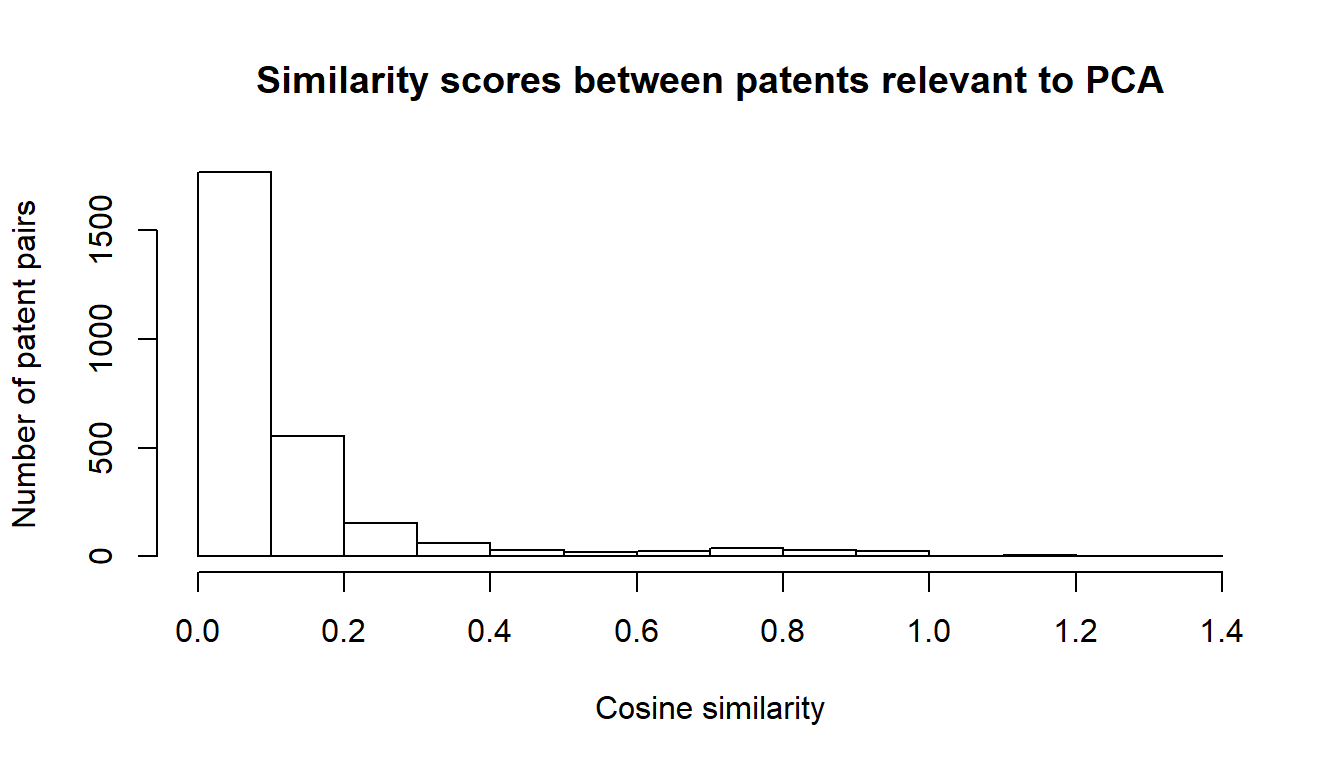 Similarity scores between patents relevant to PCA
Number of patent pairs
1500
1000
500
0
0.0 0.2 0.4 0.6 0.8 1.0 1.2 1.4
Cosine similarity